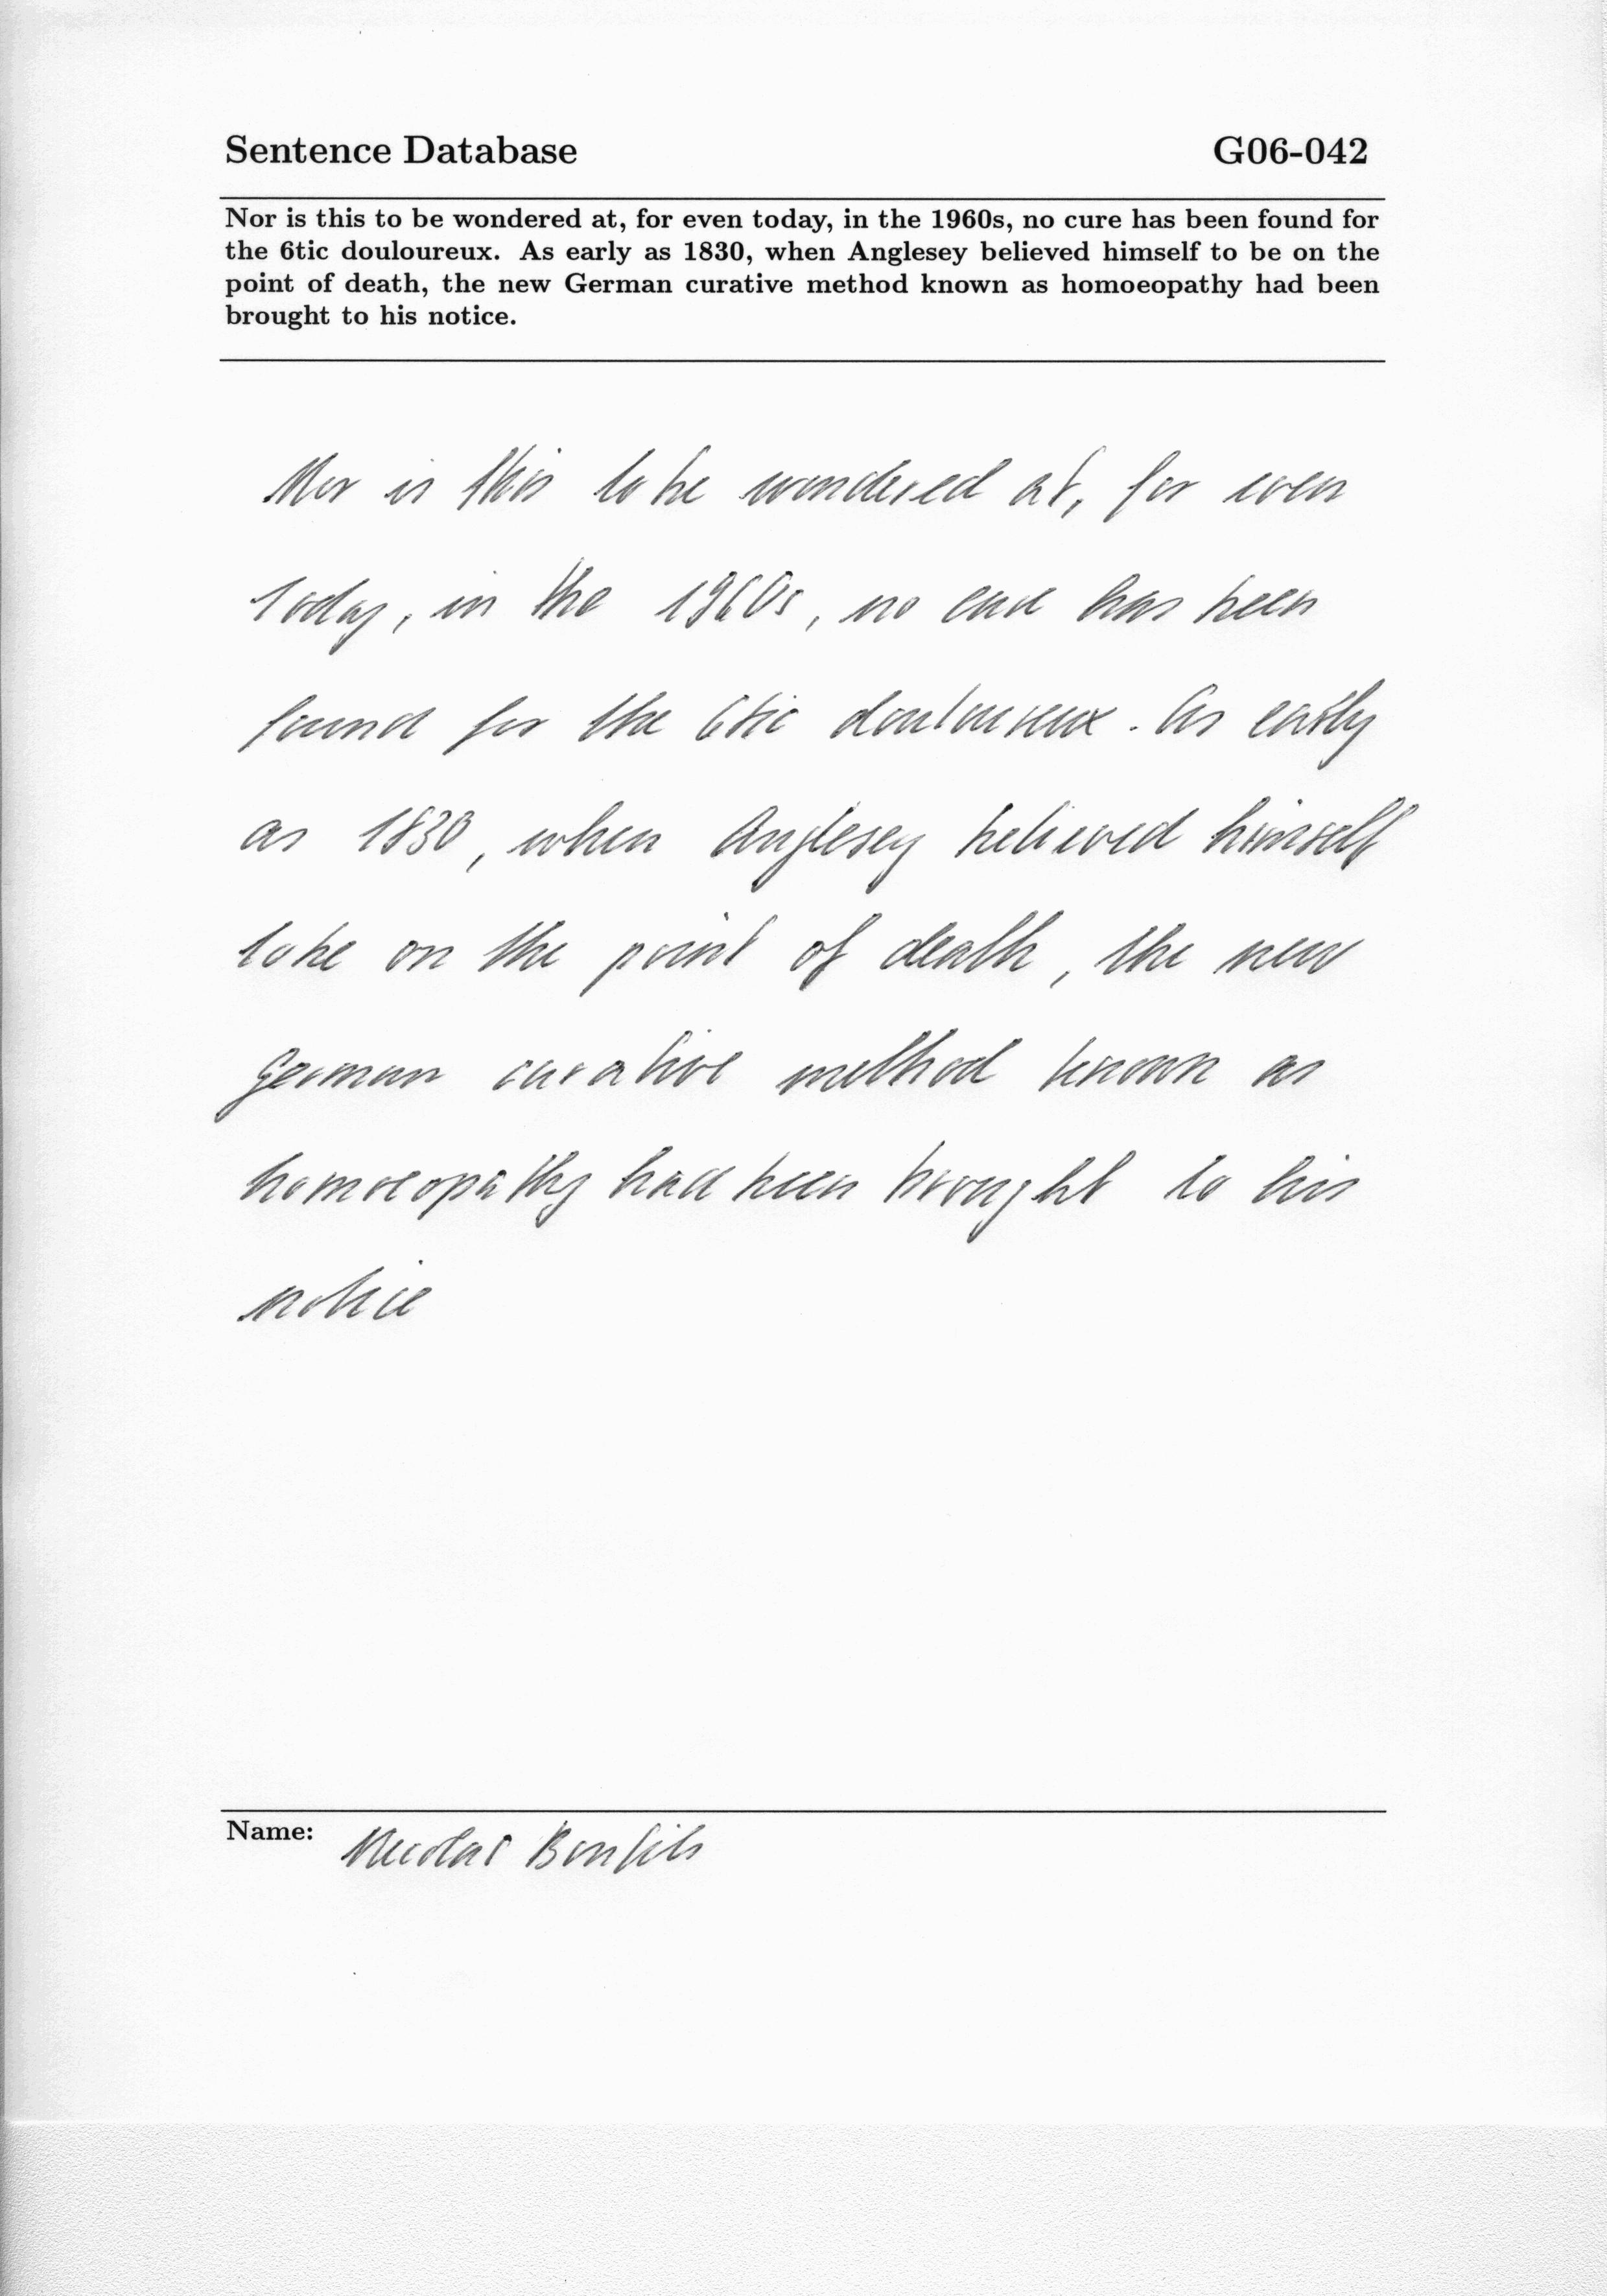 Sentence Database G06-042
Nor is this to be wondered at, for even today, in the 1960s, no cure has been found for
the 6tic douloureux. As early as 1830, when Anglesey believed himself to be on the
point of death, the new German curative method known as homoeopathy had been
brought to his notice.
Nor is this to be wondered at, for even
today, in the 1960s, no cure has been
found for the 6tic douloureux. As early
as 1830, when Anglesey believed himself
to be on the point of death, the new
German curative method known as
homoeopathy had been brought to his
notice
Name: Nicolas Bonfils